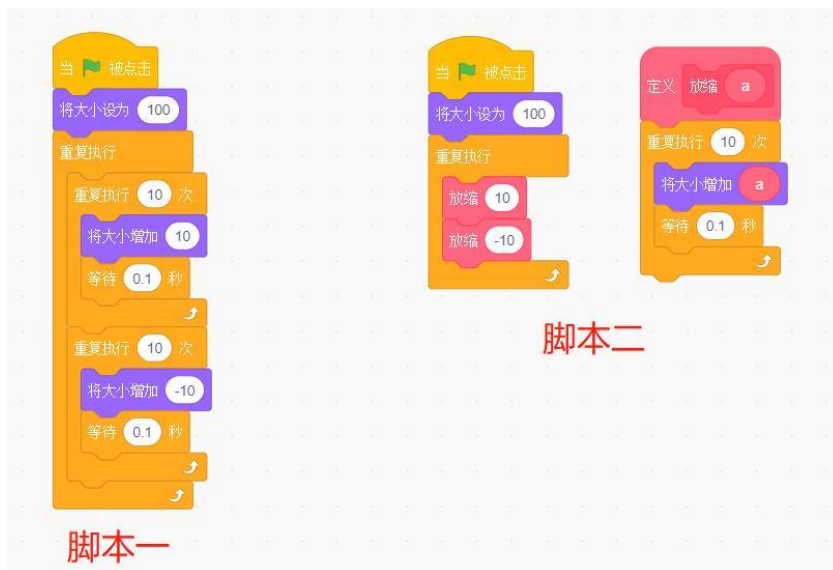 当 被点击
将大小设为 100
重复执行
重复执行 10 次
将大小增加 10
等待 0.1 秒
重复执行 10 次
将大小增加 -10
等待 0.1 秒
脚本一
当 被点击
将大小设为 100
重复执行
放缩 10
放缩 -10
定义 放缩 a
重复执行 10 次
将大小增加 a
等待 0.1 秒
脚本二